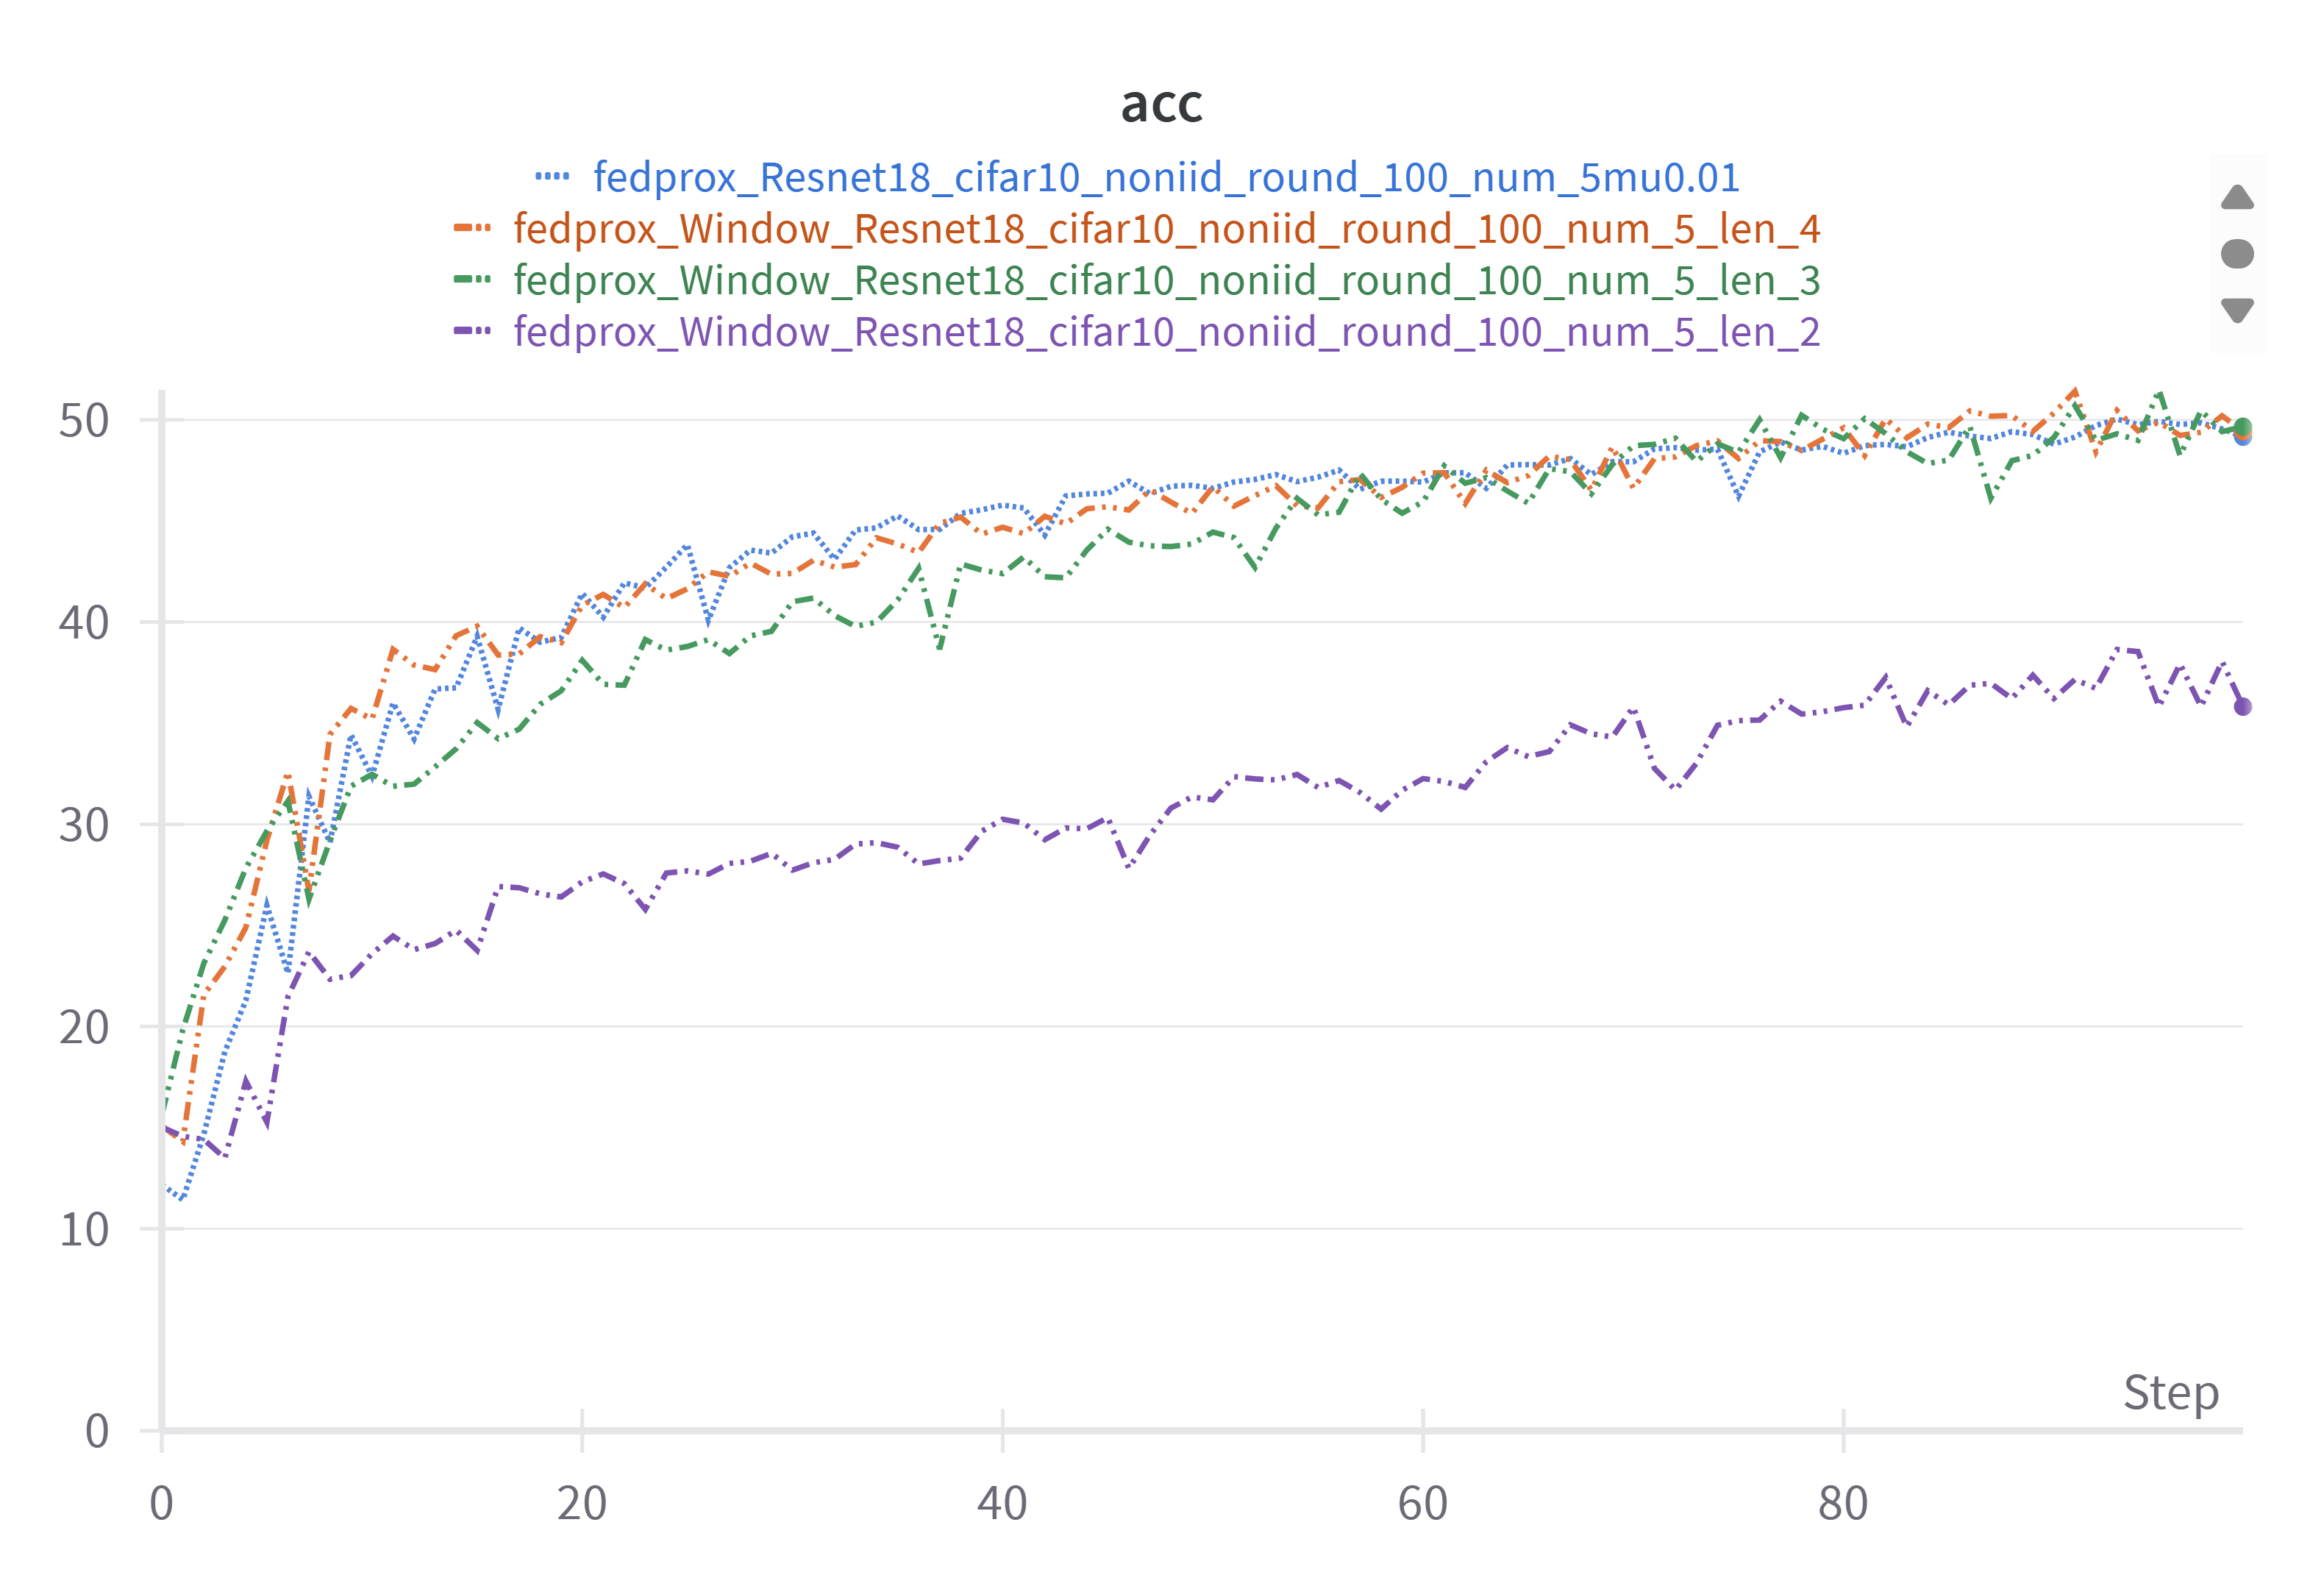 acc
fedprox_Resnet18_cifar10_noniid_round_100_num_5mu0.01
fedprox_Window_Resnet18_cifar10_noniid_round_100_num_5_len_4
fedprox_Window_Resnet18_cifar10_noniid_round_100_num_5_len_3
fedprox_Window_Resnet18_cifar10_noniid_round_100_num_5_len_2
50
40
30
20
10
0
Step
0 20 40 60 80